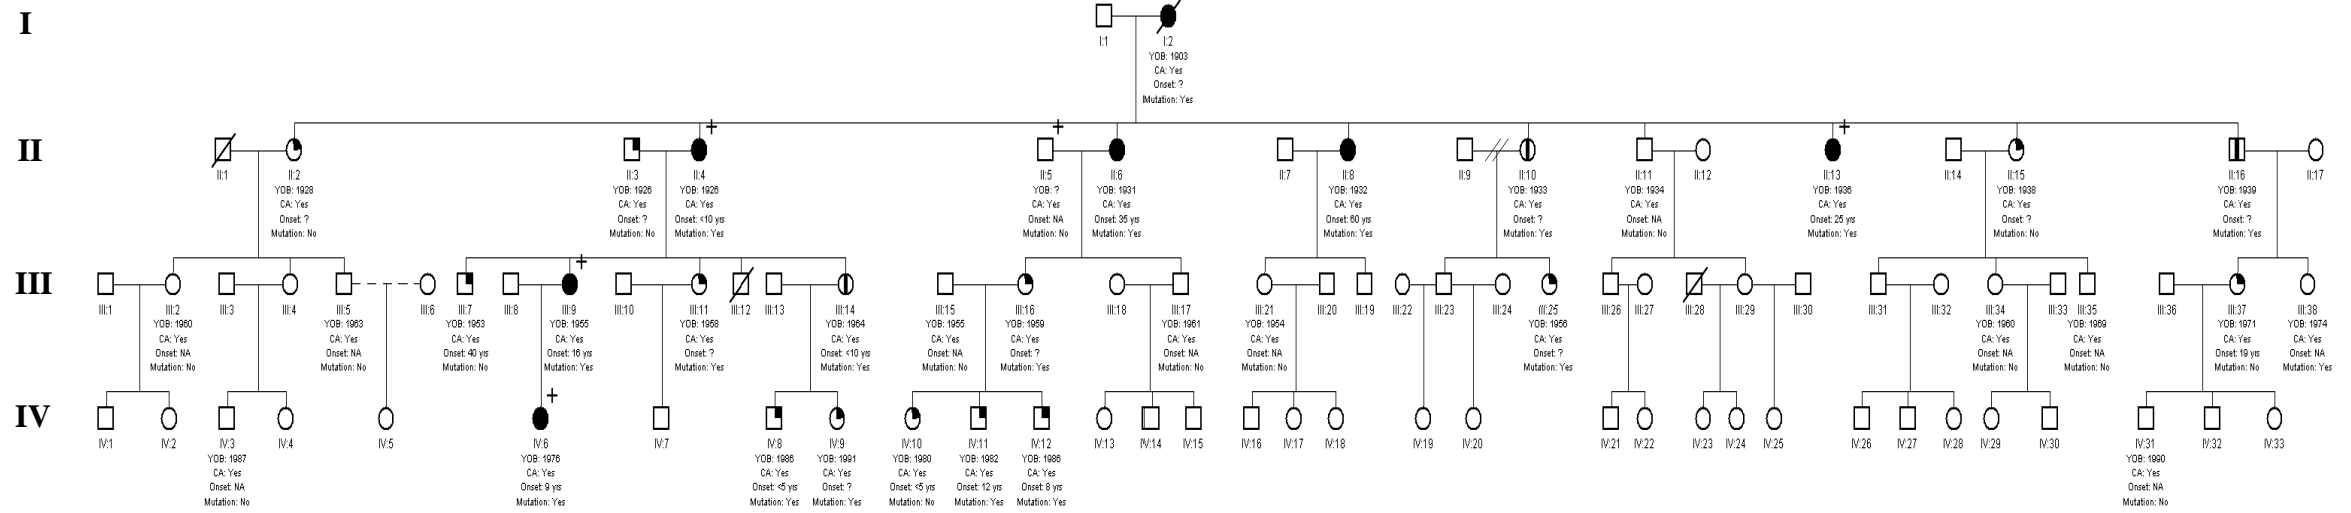 I
I:1
I:2
YOB: 1903
CA: Yes
Onset: ?
Mutation: Yes
II
II:1
II:2
YOB: 1928
CA: Yes
Onset: ?
Mutation: No
II:3
YOB: 1926
CA: Yes
Onset: ?
Mutation: No
+
II:4
YOB: 1926
CA: Yes
Onset: <10 yrs
Mutation: Yes
+
II:5
YOB: ?
CA: Yes
Onset: NA
Mutation: No
II:6
YOB: 1931
CA: Yes
Onset: 35 yrs
Mutation: Yes
II:7
II:8
YOB: 1932
CA: Yes
Onset: 60 yrs
Mutation: Yes
II:9
II:10
YOB: 1933
CA: Yes
Onset: ?
Mutation: Yes
II:11
YOB: 1934
CA: Yes
Onset: NA
Mutation: No
II:12
+
II:13
YOB: 1936
CA: Yes
Onset: 25 yrs
Mutation: Yes
II:14
II:15
YOB: 1938
CA: Yes
Onset: ?
Mutation: No
II:16
YOB: 1939
CA: Yes
Onset: ?
Mutation: Yes
II:17
III
III:1
III:2
YOB: 1960
CA: Yes
Onset: NA
Mutation: No
III:3
III:4
III:5
YOB: 1963
CA: Yes
Onset: NA
Mutation: No
III:6
III:7
YOB: 1953
CA: Yes
Onset: 40 yrs
Mutation: No
III:8
+
III:9
YOB: 1955
CA: Yes
Onset: 16 yrs
Mutation: Yes
III:10
III:11
YOB: 1958
CA: Yes
Onset: ?
Mutation: Yes
III:12
III:13
III:14
YOB: 1964
CA: Yes
Onset: <10 yrs
Mutation: Yes
III:15
YOB: 1955
CA: Yes
Onset: NA
Mutation: No
III:16
YOB: 1959
CA: Yes
Onset: ?
Mutation: Yes
III:18
III:17
YOB: 1961
CA: Yes
Onset: NA
Mutation: No
III:21
YOB: 1954
CA: Yes
Onset: NA
Mutation: No
III:20
III:19
III:22
III:23
III:24
III:25
YOB: 1956
CA: Yes
Onset: ?
Mutation: Yes
III:26
III:27
III:28
III:29
III:30
III:31
III:32
III:34
YOB: 1960
CA: Yes
Onset: NA
Mutation: No
III:33
III:35
YOB: 1969
CA: Yes
Onset: NA
Mutation: No
III:36
III:37
YOB: 1971
CA: Yes
Onset: 19 yrs
Mutation: No
III:38
YOB: 1974
CA: Yes
Onset: NA
Mutation: Yes
IV
IV:1
IV:2
IV:3
YOB: 1987
CA: Yes
Onset: NA
Mutation: No
IV:4
IV:5
+
IV:6
YOB: 1976
CA: Yes
Onset: 9 yrs
Mutation: Yes
IV:7
IV:8
YOB: 1986
CA: Yes
Onset: <5 yrs
Mutation: Yes
IV:9
YOB: 1991
CA: Yes
Onset: ?
Mutation: Yes
IV:10
YOB: 1980
CA: Yes
Onset: <5 yrs
Mutation: No
IV:11
YOB: 1982
CA: Yes
Onset: 12 yrs
Mutation: Yes
IV:12
YOB: 1986
CA: Yes
Onset: 8 yrs
Mutation: Yes
IV:13
IV:14
IV:15
IV:16
IV:17
IV:18
IV:19
IV:20
IV:21
IV:22
IV:23
IV:24
IV:25
IV:26
IV:27
IV:28
IV:29
IV:30
IV:31
YOB: 1990
CA: Yes
Onset: NA
Mutation: No
IV:32
IV:33